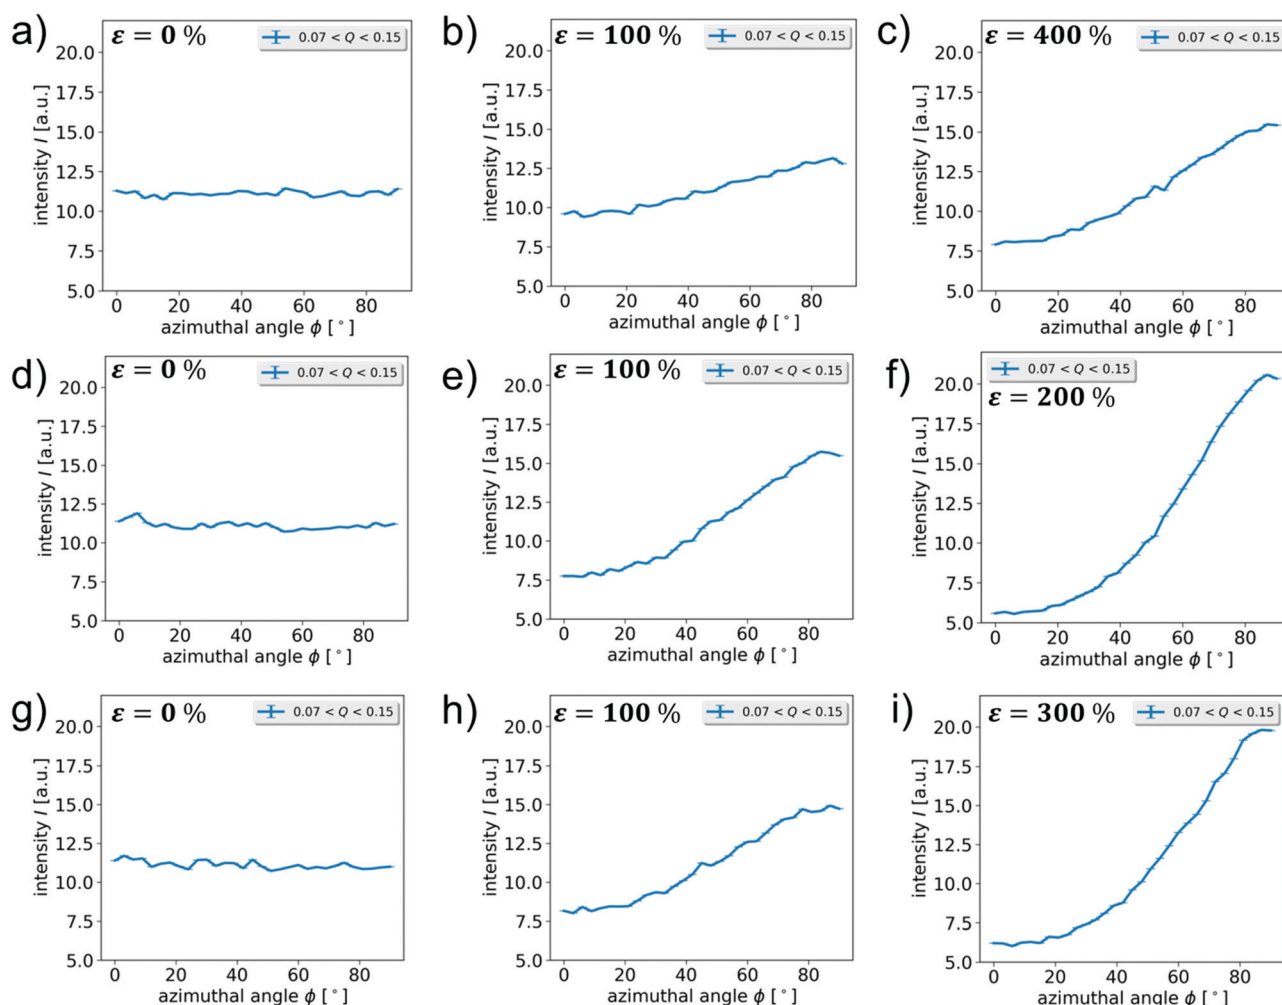 a)
ε = 0 %
0.07 < Q < 0.15
20.0
17.5
15.0
12.5
10.0
7.5
5.0
intensity I [a.u.]
0 20 40 60 80
azimuthal angle ϕ [°]
b)
ε = 100 %
0.07 < Q < 0.15
20.0
17.5
15.0
12.5
10.0
7.5
5.0
intensity I [a.u.]
0 20 40 60 80
azimuthal angle ϕ [°]
c)
ε = 400 %
0.07 < Q < 0.15
20.0
17.5
15.0
12.5
10.0
7.5
5.0
intensity I [a.u.]
0 20 40 60 80
azimuthal angle ϕ [°]
d)
ε = 0 %
0.07 < Q < 0.15
20.0
17.5
15.0
12.5
10.0
7.5
5.0
intensity I [a.u.]
0 20 40 60 80
azimuthal angle ϕ [°]
e)
ε = 100 %
0.07 < Q < 0.15
20.0
17.5
15.0
12.5
10.0
7.5
5.0
intensity I [a.u.]
0 20 40 60 80
azimuthal angle ϕ [°]
f)
0.07 < Q < 0.15
ε = 200 %
20.0
17.5
15.0
12.5
10.0
7.5
5.0
intensity I [a.u.]
0 20 40 60 80
azimuthal angle ϕ [°]
g)
ε = 0 %
0.07 < Q < 0.15
20.0
17.5
15.0
12.5
10.0
7.5
5.0
intensity I [a.u.]
0 20 40 60 80
azimuthal angle ϕ [°]
h)
ε = 100 %
0.07 < Q < 0.15
20.0
17.5
15.0
12.5
10.0
7.5
5.0
intensity I [a.u.]
0 20 40 60 80
azimuthal angle ϕ [°]
i)
ε = 300 %
0.07 < Q < 0.15
20.0
17.5
15.0
12.5
10.0
7.5
5.0
intensity I [a.u.]
0 20 40 60 80
azimuthal angle ϕ [°]